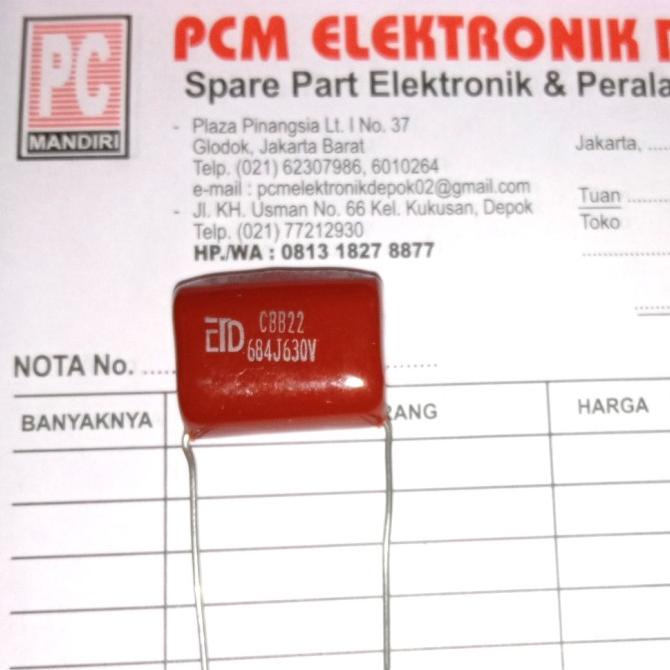 PC
MANDIRI
PCM ELEKTRONIK
Spare Part Elektronik &
- Plaza Pinangsia Lt. I No. 37
Glodok, Jakarta Barat
Telp. (021) 62307986, 6010264
e-mail : pcmelektronikdepok02@gmail.com
- Jl. KH. Usman No. 66 Kel. Kukusan, Depok
Telp. (021) 77212930
HP./WA : 0813 1827 8877
Jakarta, .....
Tuan ..........
Toko
CBB22
684J630V
NOTA No. ......
BANYAKNYA
RANG
HARGA